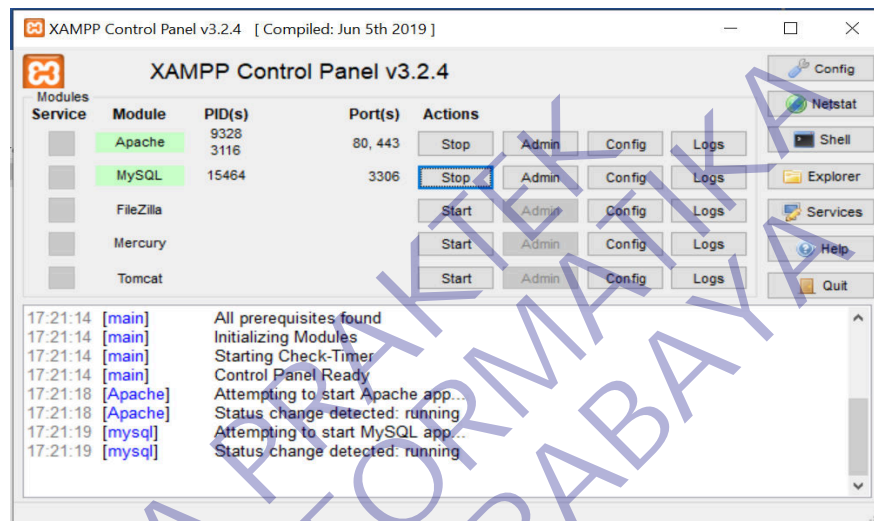 XAMPP Control Panel v3.2.4 [ Compiled: Jun 5th 2019 ]
XAMPP Control Panel v3.2.4
Config
Modules
Service Module PID(s) Port(s) Actions
Netstat
Apache 9328 3116 80, 443 Stop Admin Config Logs
Shell
MySQL 15464 3306 Stop Admin Config Logs
Explorer
FileZilla Start Admin Config Logs
Services
Mercury Start Admin Config Logs
Help
Tomcat Start Admin Config Logs
Quit
17:21:14 [main] All prerequisites found
17:21:14 [main] Initializing Modules
17:21:14 [main] Starting Check-Timer
17:21:14 [main] Control Panel Ready
17:21:18 [Apache] Attempting to start Apache app...
17:21:18 [Apache] Status change detected: running
17:21:19 [mysql] Attempting to start MySQL app...
17:21:19 [mysql] Status change detected: running
PRAKTEK
FORMATIKA
RABAYA